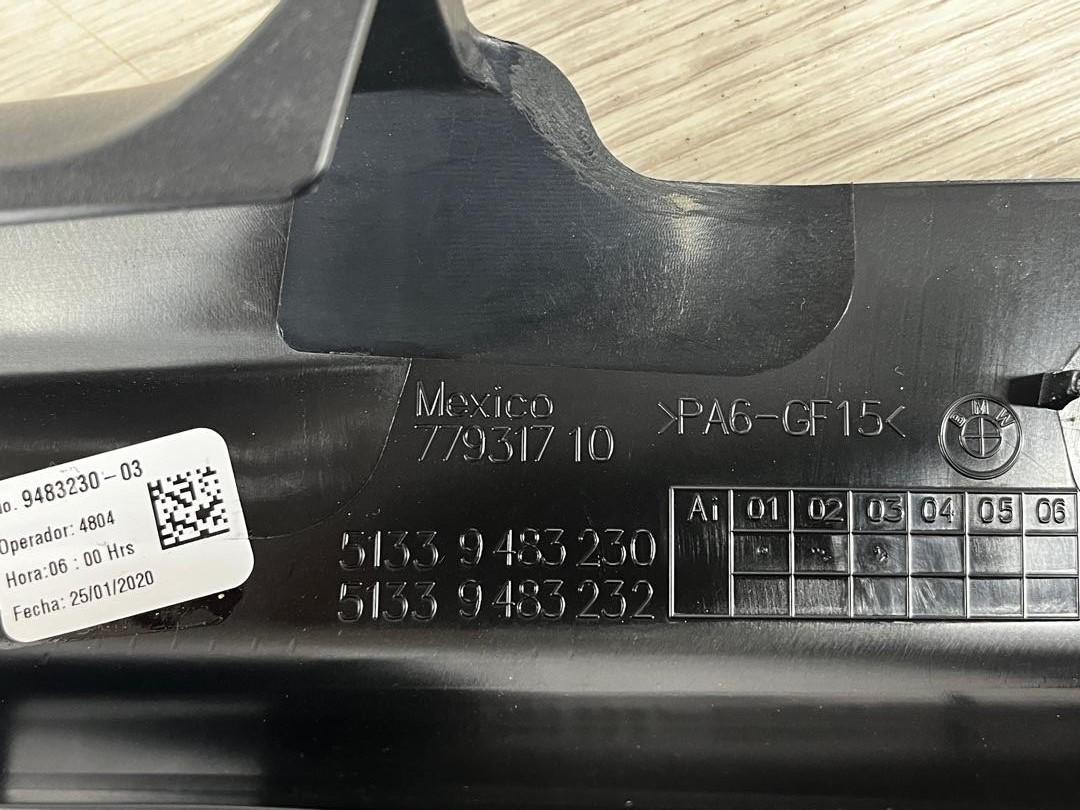 Mexico
779317 10
>PA6-GF15<
BMW
No. 9483230-03
Operador: 4804
Hora:06 : 00 Hrs
Fecha: 25/01/2020
5133 9 483 230
5133 9 483 232
Ai 01 02 03 04 05 06